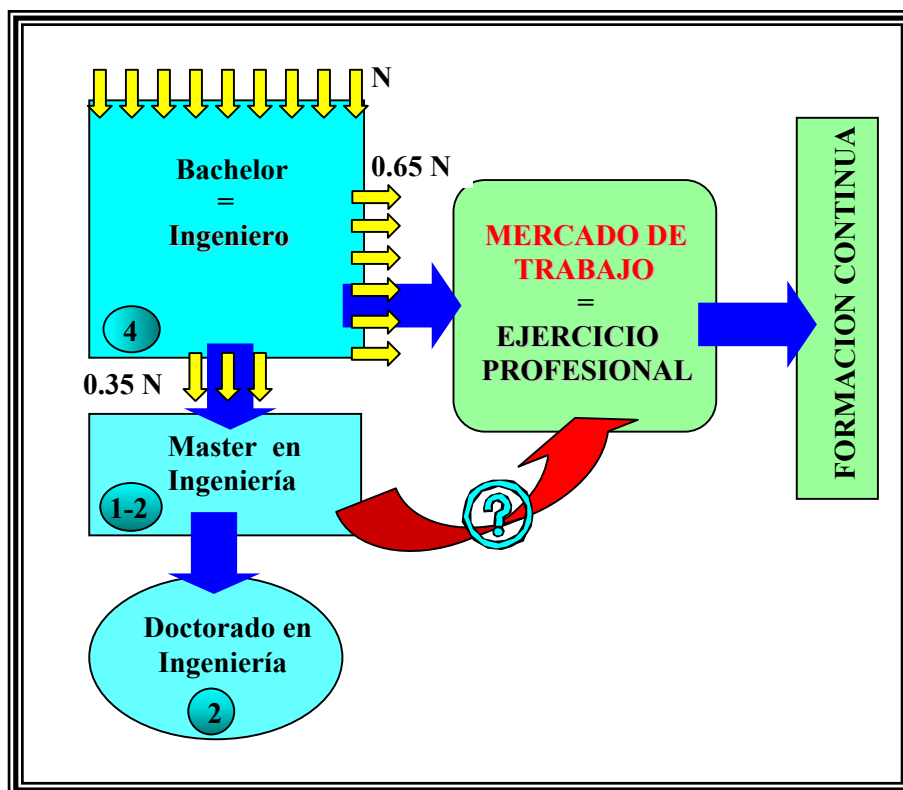 N
Bachelor
=
Ingeniero
4
0.65 N
0.35 N
MERCADO DE
TRABAJO
=
EJERCICIO
PROFESIONAL
FORMACION CONTINUA
Master en
Ingeniería
1-2
?
Doctorado en
Ingeniería
2